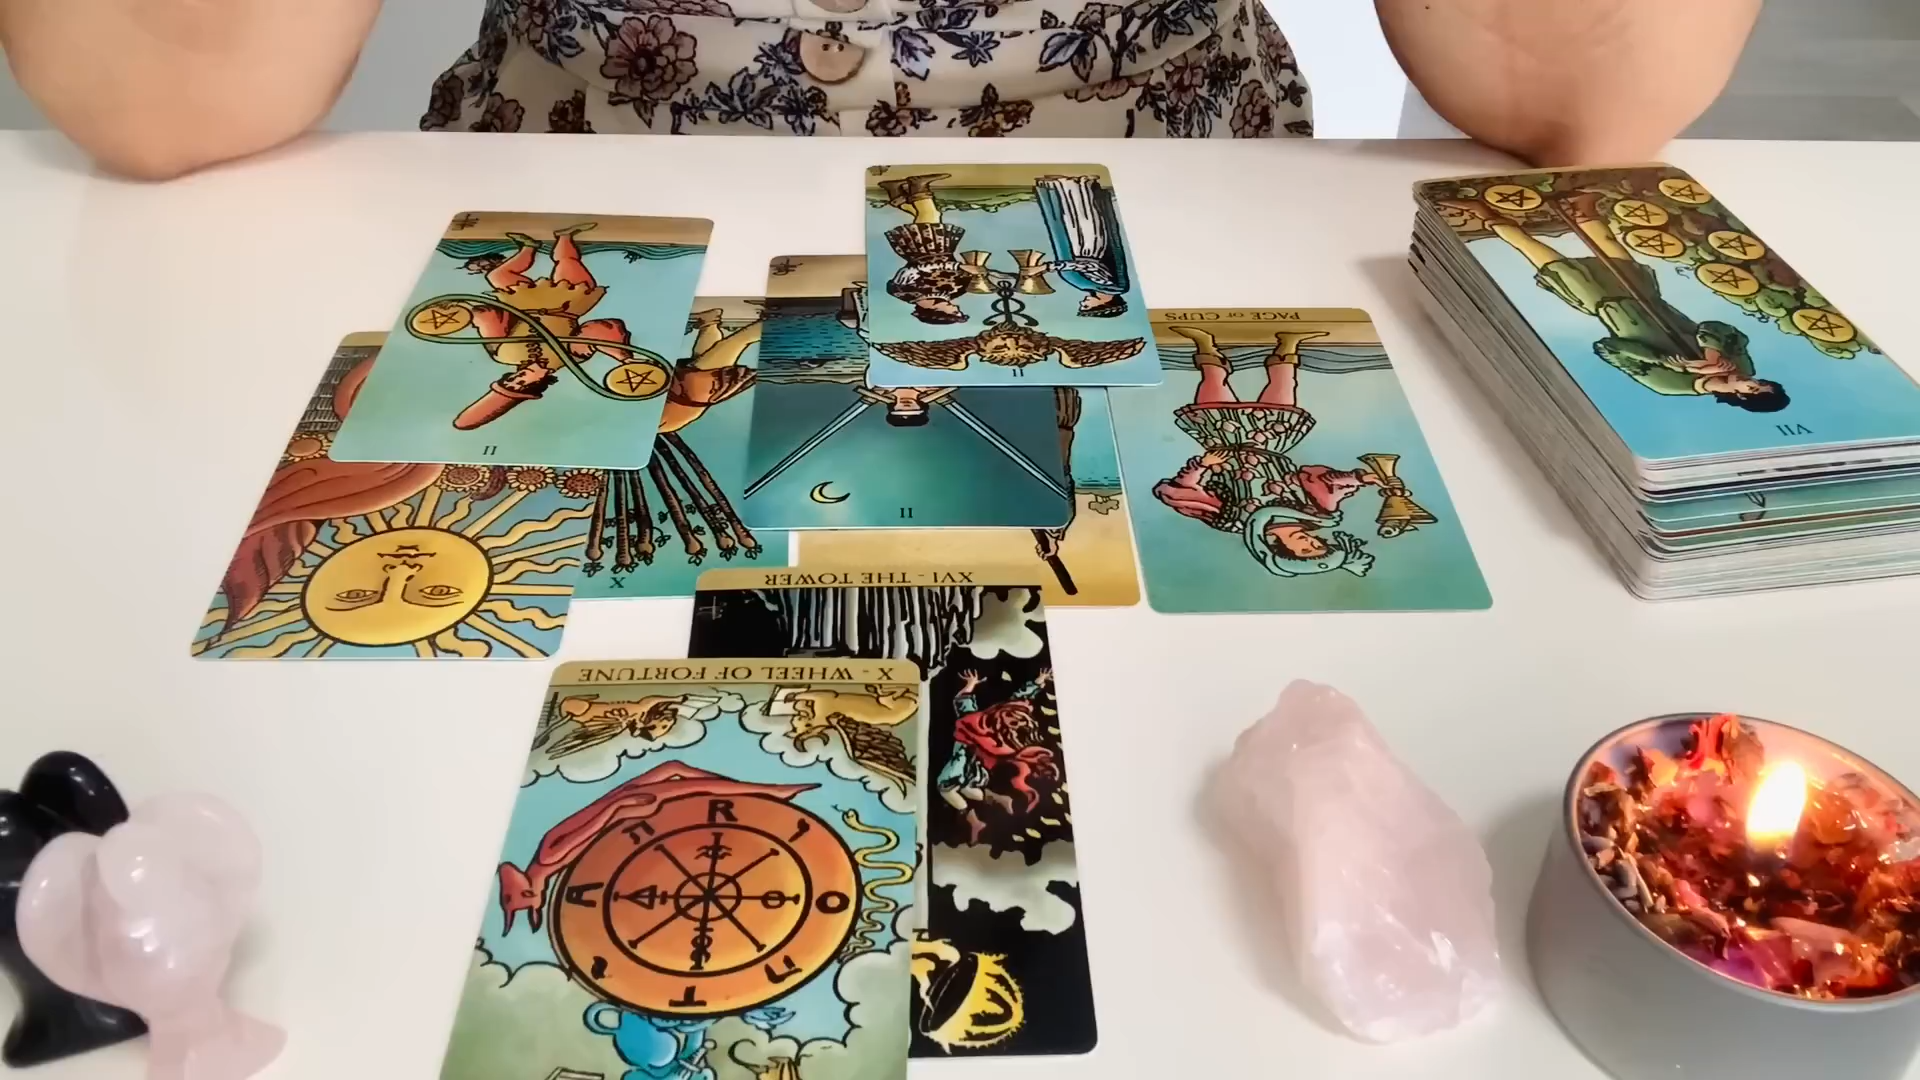 II
II
PAGE OF CUPS
VII
II
X
XVI - THE TOWER
X - WHEEL OF FORTUNE
R
O
T
A